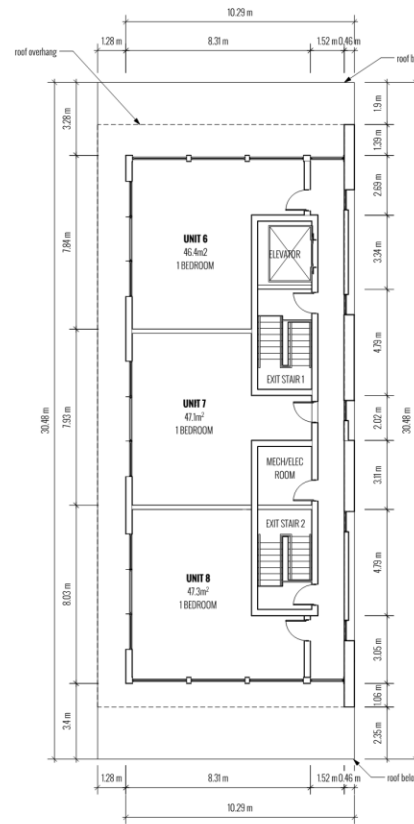 10.29 m
1.28 m
8.31 m
1.52 m
0.46 m
roof overhang
roof b
3.28 m
7.84 m
7.93 m
8.03 m
3.4 m
30.48 m
UNIT 6
46.4m2
1 BEDROOM
ELEVATOR
EXIT STAIR 1
UNIT 7
47.1m²
1 BEDROOM
MECH/ELEC
ROOM
EXIT STAIR 2
UNIT 8
47.3m²
1 BEDROOM
1.9 m
1.39 m
2.69 m
3.34 m
4.79 m
2.02 m
3.11 m
4.79 m
3.05 m
1.06 m
2.35 m
30.48 m
roof belo
1.28 m
8.31 m
1.52 m
0.46 m
10.29 m